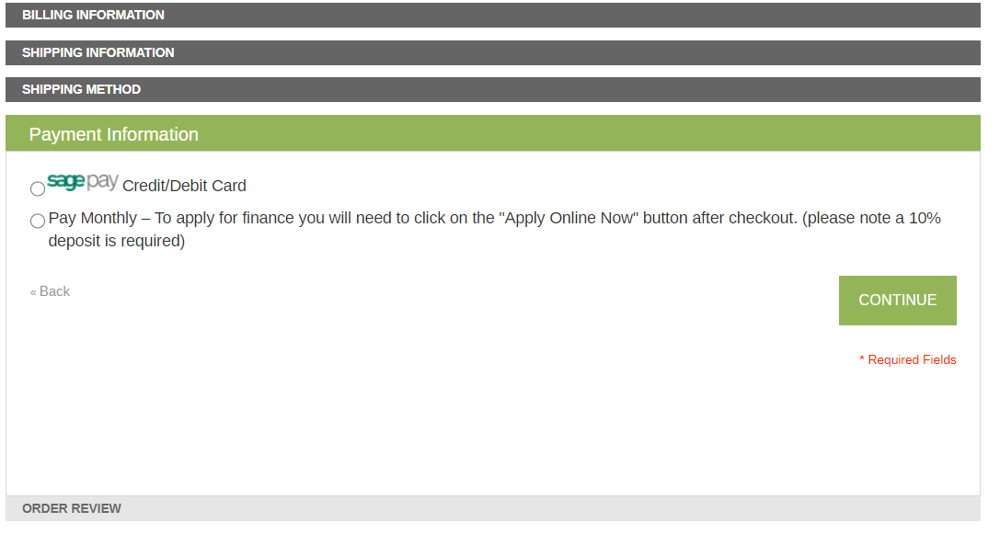 BILLING INFORMATION
SHIPPING INFORMATION
SHIPPING METHOD
Payment Information
sage pay Credit/Debit Card
Pay Monthly – To apply for finance you will need to click on the "Apply Online Now" button after checkout. (please note a 10%
deposit is required)
« Back
CONTINUE
* Required Fields
ORDER REVIEW